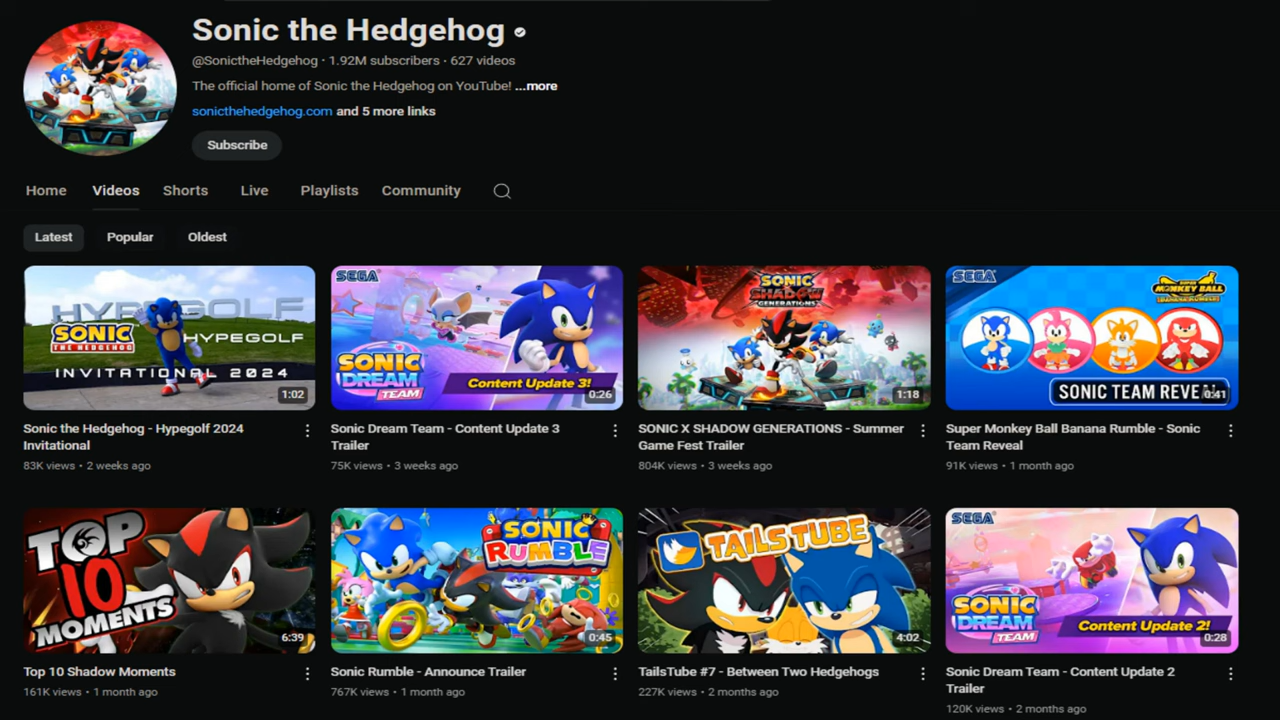 Sonic the Hedgehog
@SonictheHedgehog · 1.92M subscribers · 627 videos
The official home of Sonic the Hedgehog on YouTube! ...more
sonicthehedgehog.com and 5 more links
Subscribe
Home Videos Shorts Live Playlists Community
Latest Popular Oldest
HYPEGOLF
SONIC
THE HEDGEHOG
HYPEGOLF
INVITATIONAL 2024
1:02
SEGA
SONIC
DREAM
TEAM
Content Update 3!
0:26
SONIC
SHADOW
GENERATIONS
1:18
SEGA
SUPER
MONKEY BALL
BANANA RUMBLE
SONIC TEAM REVEAL
0:41
Sonic the Hedgehog - Hypegolf 2024
Invitational
83K views • 2 weeks ago
Sonic Dream Team - Content Update 3
Trailer
75K views • 3 weeks ago
SONIC X SHADOW GENERATIONS - Summer
Game Fest Trailer
804K views • 3 weeks ago
Super Monkey Ball Banana Rumble - Sonic
Team Reveal
91K views • 1 month ago
TOP
10
MOMENTS
6:39
SONIC
RUMBLE
0:45
TAILSTUBE
4:02
SEGA
SONIC
DREAM
TEAM
Content Update 2!
0:28
Top 10 Shadow Moments
161K views • 1 month ago
Sonic Rumble - Announce Trailer
767K views • 1 month ago
TailsTube #7 - Between Two Hedgehogs
227K views • 2 months ago
Sonic Dream Team - Content Update 2
Trailer
120K views • 2 months ago